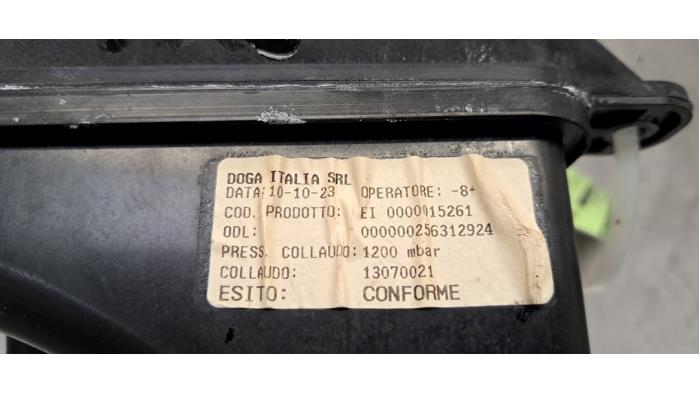 DOGA ITALIA SRL
DATA: 10-10-23 OPERATORE: -8+
COD. PRODOTTO: EI 0000015261
ODL: 000000256312924
PRESS. COLLAUDO: 1200 mbar
COLLAUDO: 13070021
ESITO: CONFORME